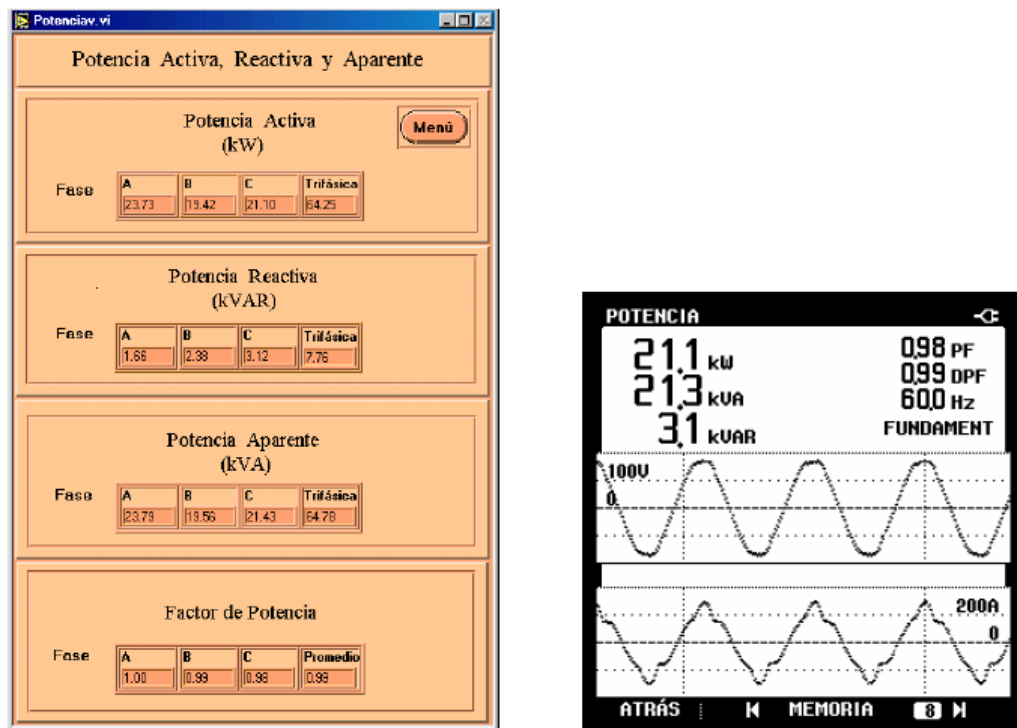 Potenciav.vi
Potencia Activa, Reactiva y Aparente
Potencia Activa
(kW)
Menú
Fase
A B C Trifásica
23.73 19.42 21.10 64.25
Potencia Reactiva
(kVAR)
Fase
A B C Trifásica
1.66 2.38 3.12 7.76
Potencia Aparente
(kVA)
Fase
A B C Trifásica
23.79 19.56 21.43 64.78
Factor de Potencia
Fase
A B C Promedio
1.00 0.99 0.98 0.99
POTENCIA
21.1 kW
0.98 PF
21.3 kVA
0.99 DPF
60.0 Hz
3.1 kVAR
FUNDAMENT
100V
0
200A
0
ATRÁS MEMORIA 8